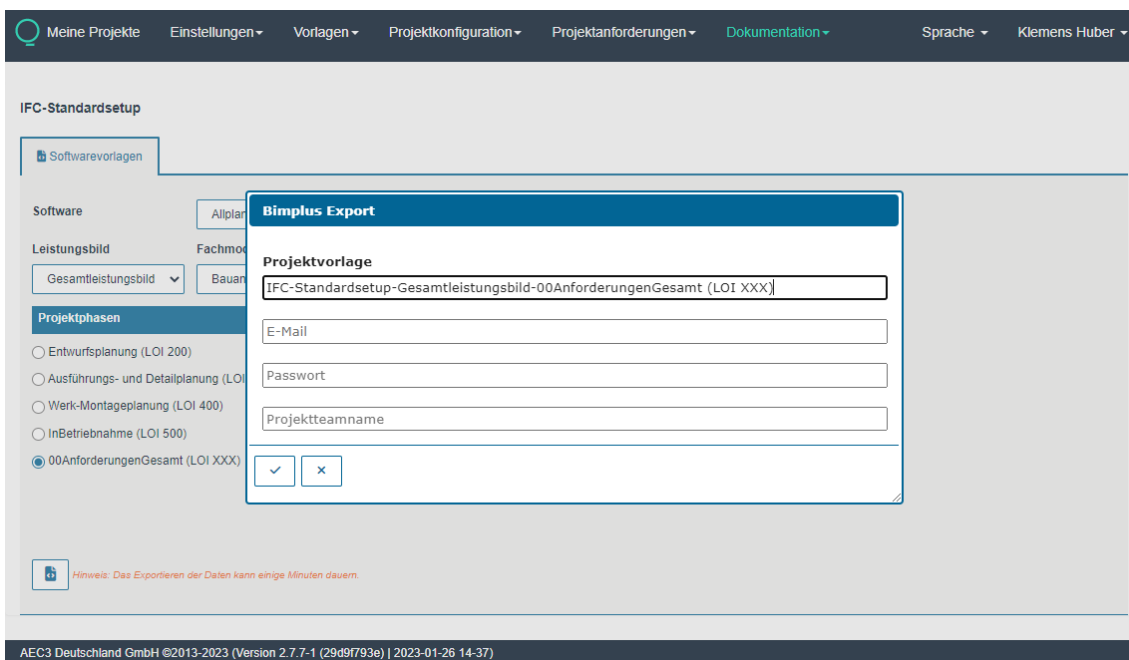 Meine Projekte Einstellungen Vorlagen Projektkonfiguration Projektanforderungen Dokumentation Sprache Klemens Huber
IFC-Standardsetup
Softwarevorlagen
Software
Leistungsbild
Gesamtleistungsbild
Projektphasen
Entwurfsplanung (LOI 200)
Ausführungs- und Detailplanung (LOI
Werk-Montageplanung (LOI 400)
InBetriebnahme (LOI 500)
00AnforderungenGesamt (LOI XXX)
Bimplus Export
Projektvorlage
IFC-Standardsetup-Gesamtleistungsbild-00AnforderungenGesamt (LOI XXX)
E-Mail
Passwort
Projektteamname
Hinweis: Das Exportieren der Daten kann einige Minuten dauern.
AEC3 Deutschland GmbH ©2013-2023 (Version 2.7.7-1 (29d9f793e) | 2023-01-26 14-37)